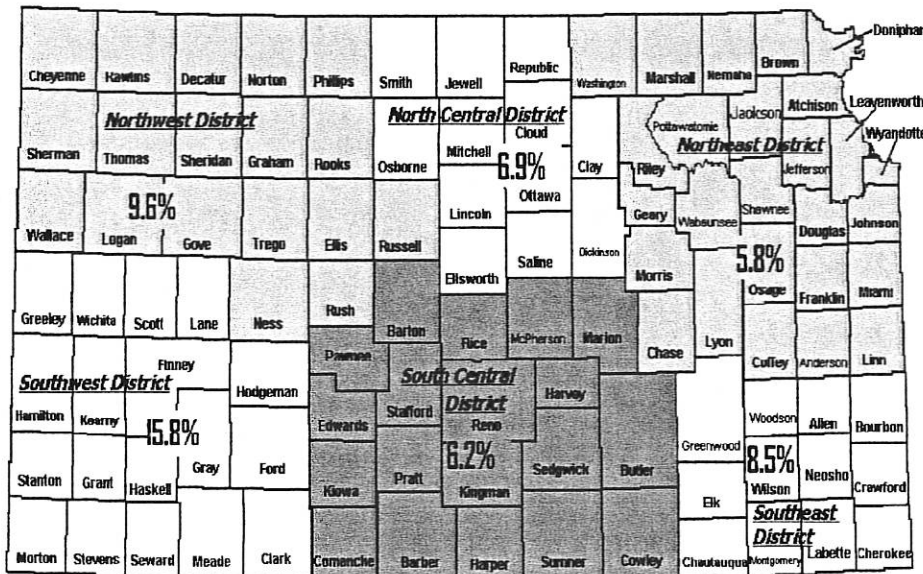 Doniphan
Cheyenne Rawlins Decatur Norton Phillips Smith Jewell Republic Washington Marshall Nemaha Brown
Atchison Leavenworth
Northwest District North Central District Cloud Pottawatomie Jackson Wyandotte
Northeast District
Sherman Thomas Sheridan Graham Rooks Osborne Mitchell 6.9% Clay Riley Jefferson
Ottawa
9.6% Lincoln Geary Wabaunsee Shawnee Douglas Johnson
Wallace Logan Gove Trego Ellis Russell Saline Dickinson 5.8%
Ellsworth Morris Osage Franklin Miami
Greeley Wichita Scott Lane Ness Rush Barton Rice McPherson Marion Chase Lyon
Finney Pawnee Coffey Anderson Linn
Southwest District Hodgeman South Central
District
Harvey
Hamilton Kearny Stafford Reno Woodson Allen Bourbon
15.8% Edwards
Gray Ford 6.2% Greenwood 8.5%
Stanton Grant Haskell Kiowa Pratt Kingman Sedgwick Butler Wilson Neosho Crawford
Elk Southeast
District
Morton Stevens Seward Meade Clark Comanche Barber Harper Sumner Cowley Chautauqua Montgomery Labette Cherokee